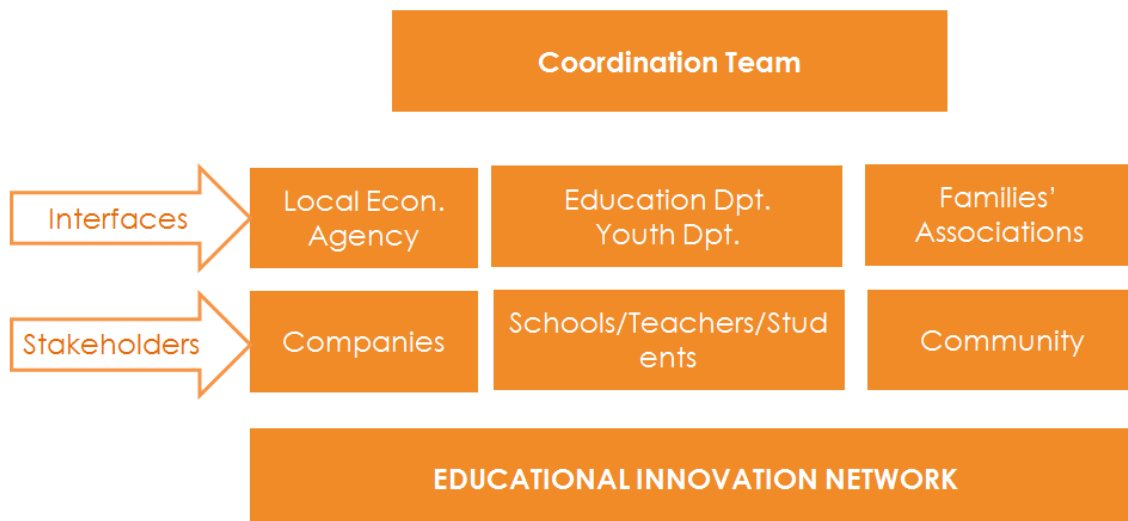 Coordination Team
Interfaces
Local Econ.
Agency
Education Dpt.
Youth Dpt.
Families’
Associations
Stakeholders
Companies
Schools/Teachers/Stud
ents
Community
EDUCATIONAL INNOVATION NETWORK